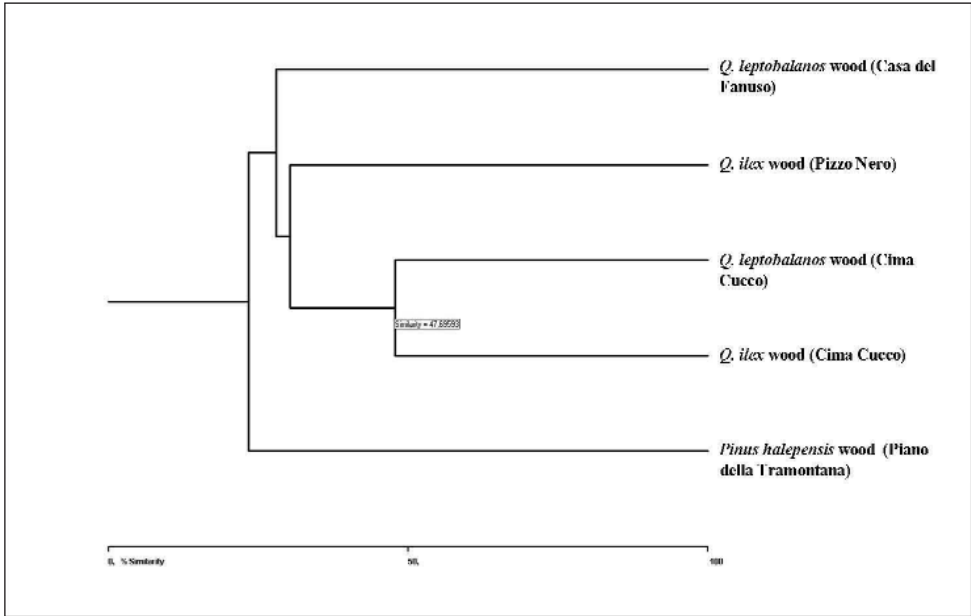 Q. leptobalanos wood (Casa del
Fanuso)
Q. ilex wood (Pizzo Nero)
Q. leptobalanos wood (Cima
Cucco)
Similarity = 47,69593
Q. ilex wood (Cima Cucco)
Pinus halepensis wood (Piano
della Tramontana)
0, % Similarity 50, 100